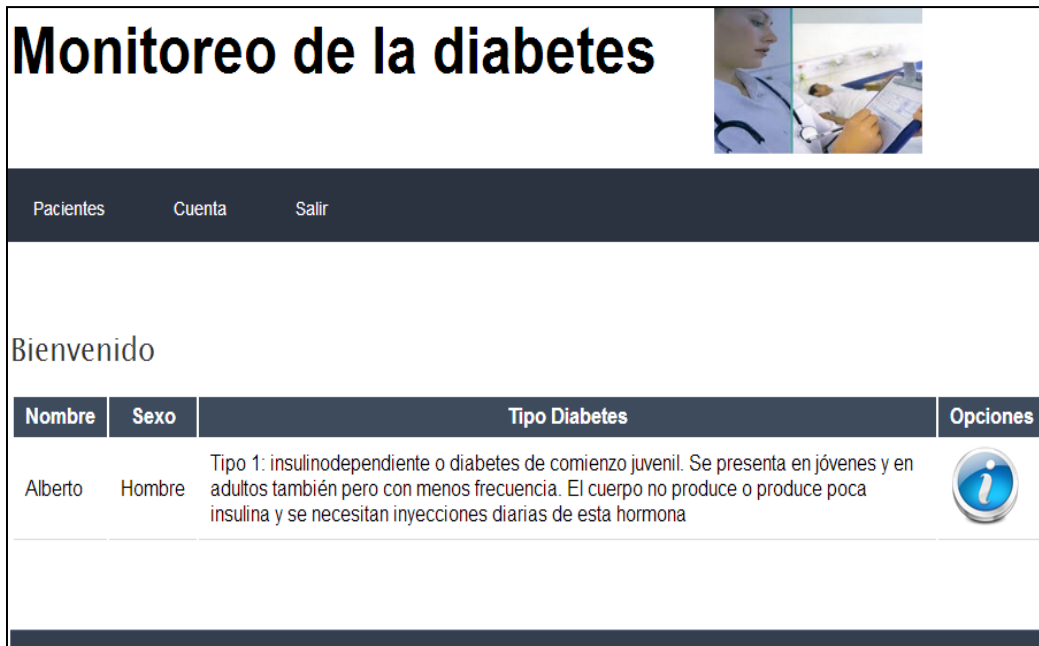 Monitoreo de la diabetes
Pacientes Cuenta Salir
Bienvenido
Nombre Sexo Tipo Diabetes Opciones
Alberto Hombre Tipo 1: insulinodependiente o diabetes de comienzo juvenil. Se presenta en jóvenes y en
adultos también pero con menos frecuencia. El cuerpo no produce o produce poca
insulina y se necesitan inyecciones diarias de esta hormona
i